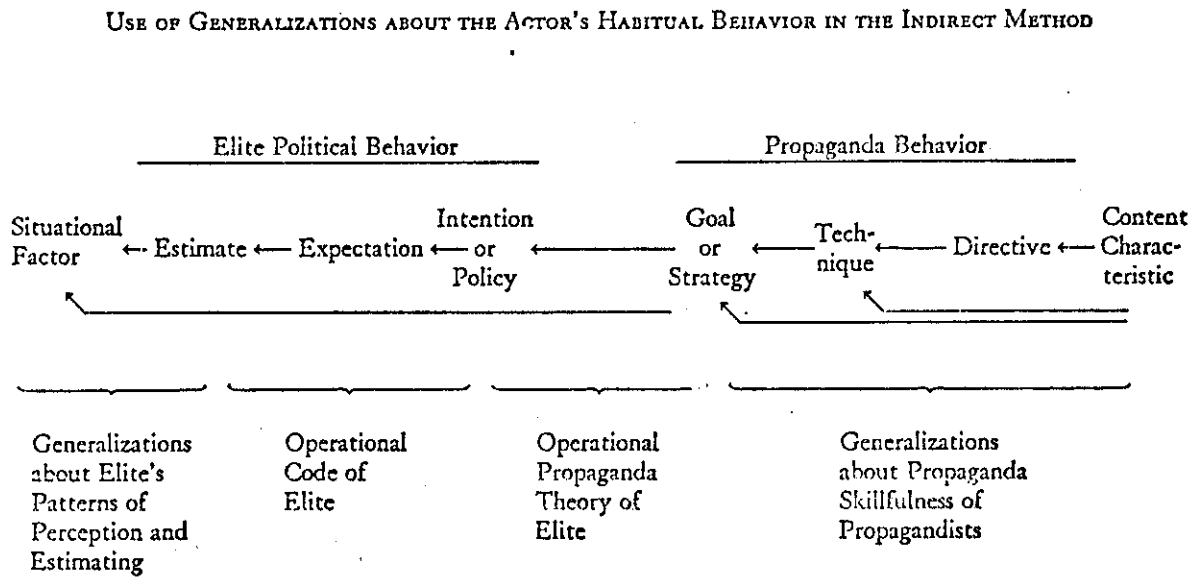 USE OF GENERALIZATIONS ABOUT THE ACTOR'S HABITUAL BEHAVIOR IN THE INDIRECT METHOD
Elite Political Behavior
Propaganda Behavior
Situational
Factor
Estimate
Expectation
Intention
or
Policy
Goal
or
Strategy
Tech-
nique
Directive
Content
Charac-
teristic
Generalizations
about Elite's
Patterns of
Perception and
Estimating
Operational
Code of
Elite
Operational
Propaganda
Theory of
Elite
Generalizations
about Propaganda
Skillfulness of
Propagandists